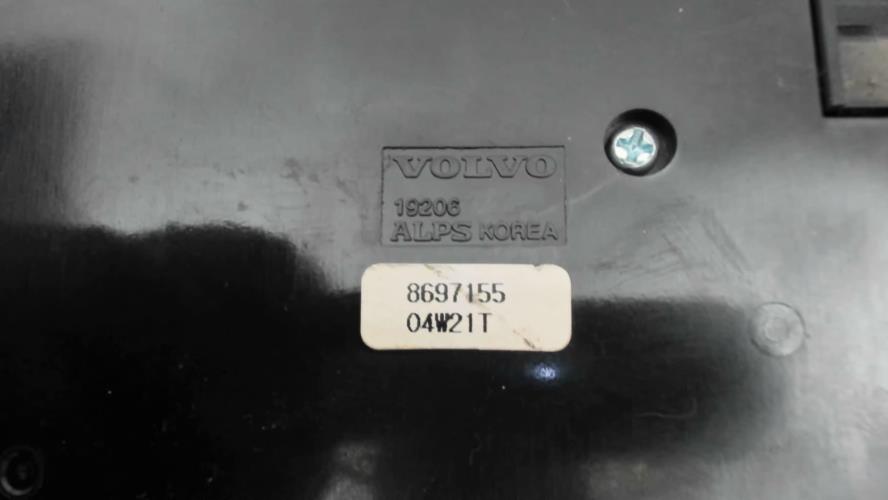 VOLVO
19206
ALPS KOREA
8697155
04W21T